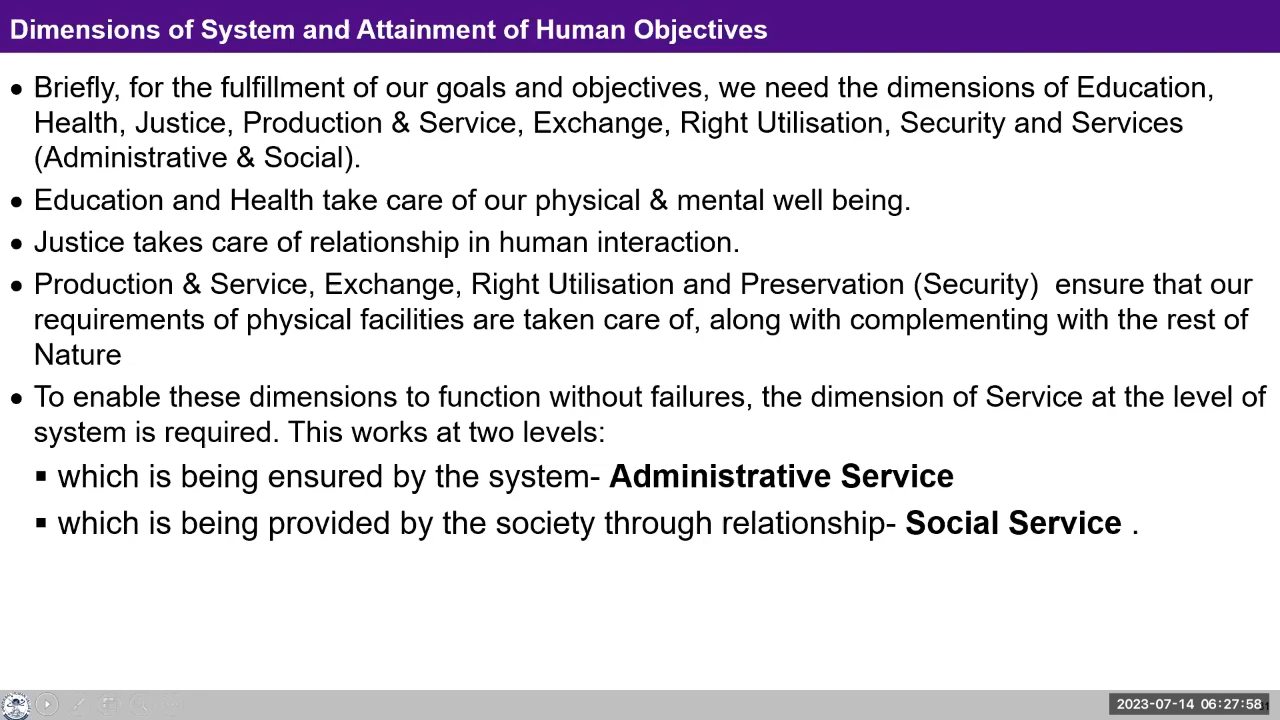 Dimensions of System and Attainment of Human Objectives
• Briefly, for the fulfillment of our goals and objectives, we need the dimensions of Education,
Health, Justice, Production & Service, Exchange, Right Utilisation, Security and Services
(Administrative & Social).
• Education and Health take care of our physical & mental well being.
• Justice takes care of relationship in human interaction.
• Production & Service, Exchange, Right Utilisation and Preservation (Security)  ensure that our
requirements of physical facilities are taken care of, along with complementing with the rest of
Nature
• To enable these dimensions to function without failures, the dimension of Service at the level of
system is required. This works at two levels:
▪ which is being ensured by the system- Administrative Service
▪ which is being provided by the society through relationship- Social Service .
2023-07-14 06:27:58